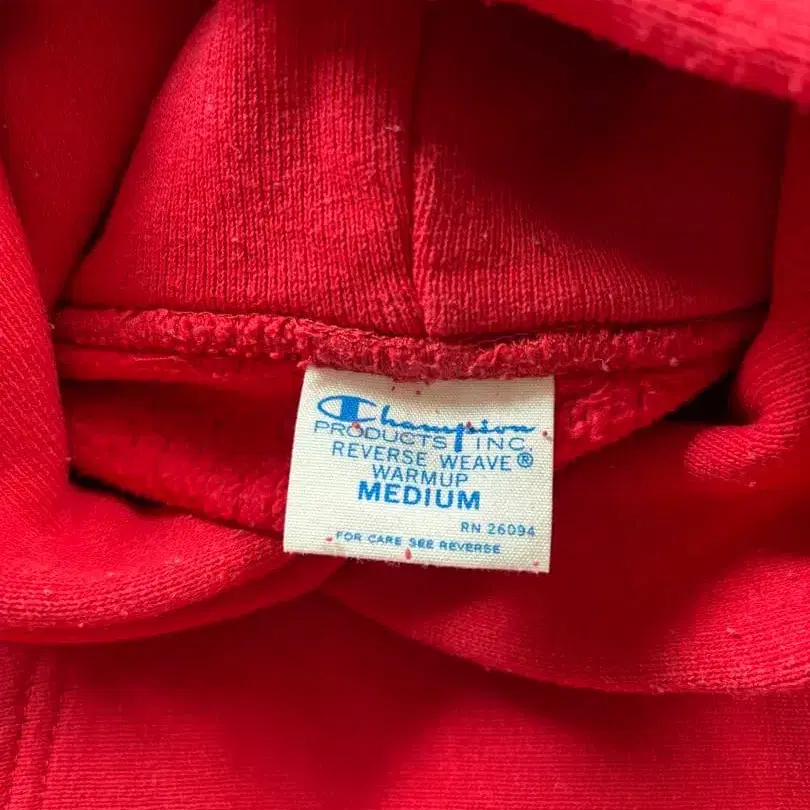 Champion
PRODUCTS INC.
REVERSE WEAVE®
WARMUP
MEDIUM
RN 26094
FOR CARE SEE REVERSE